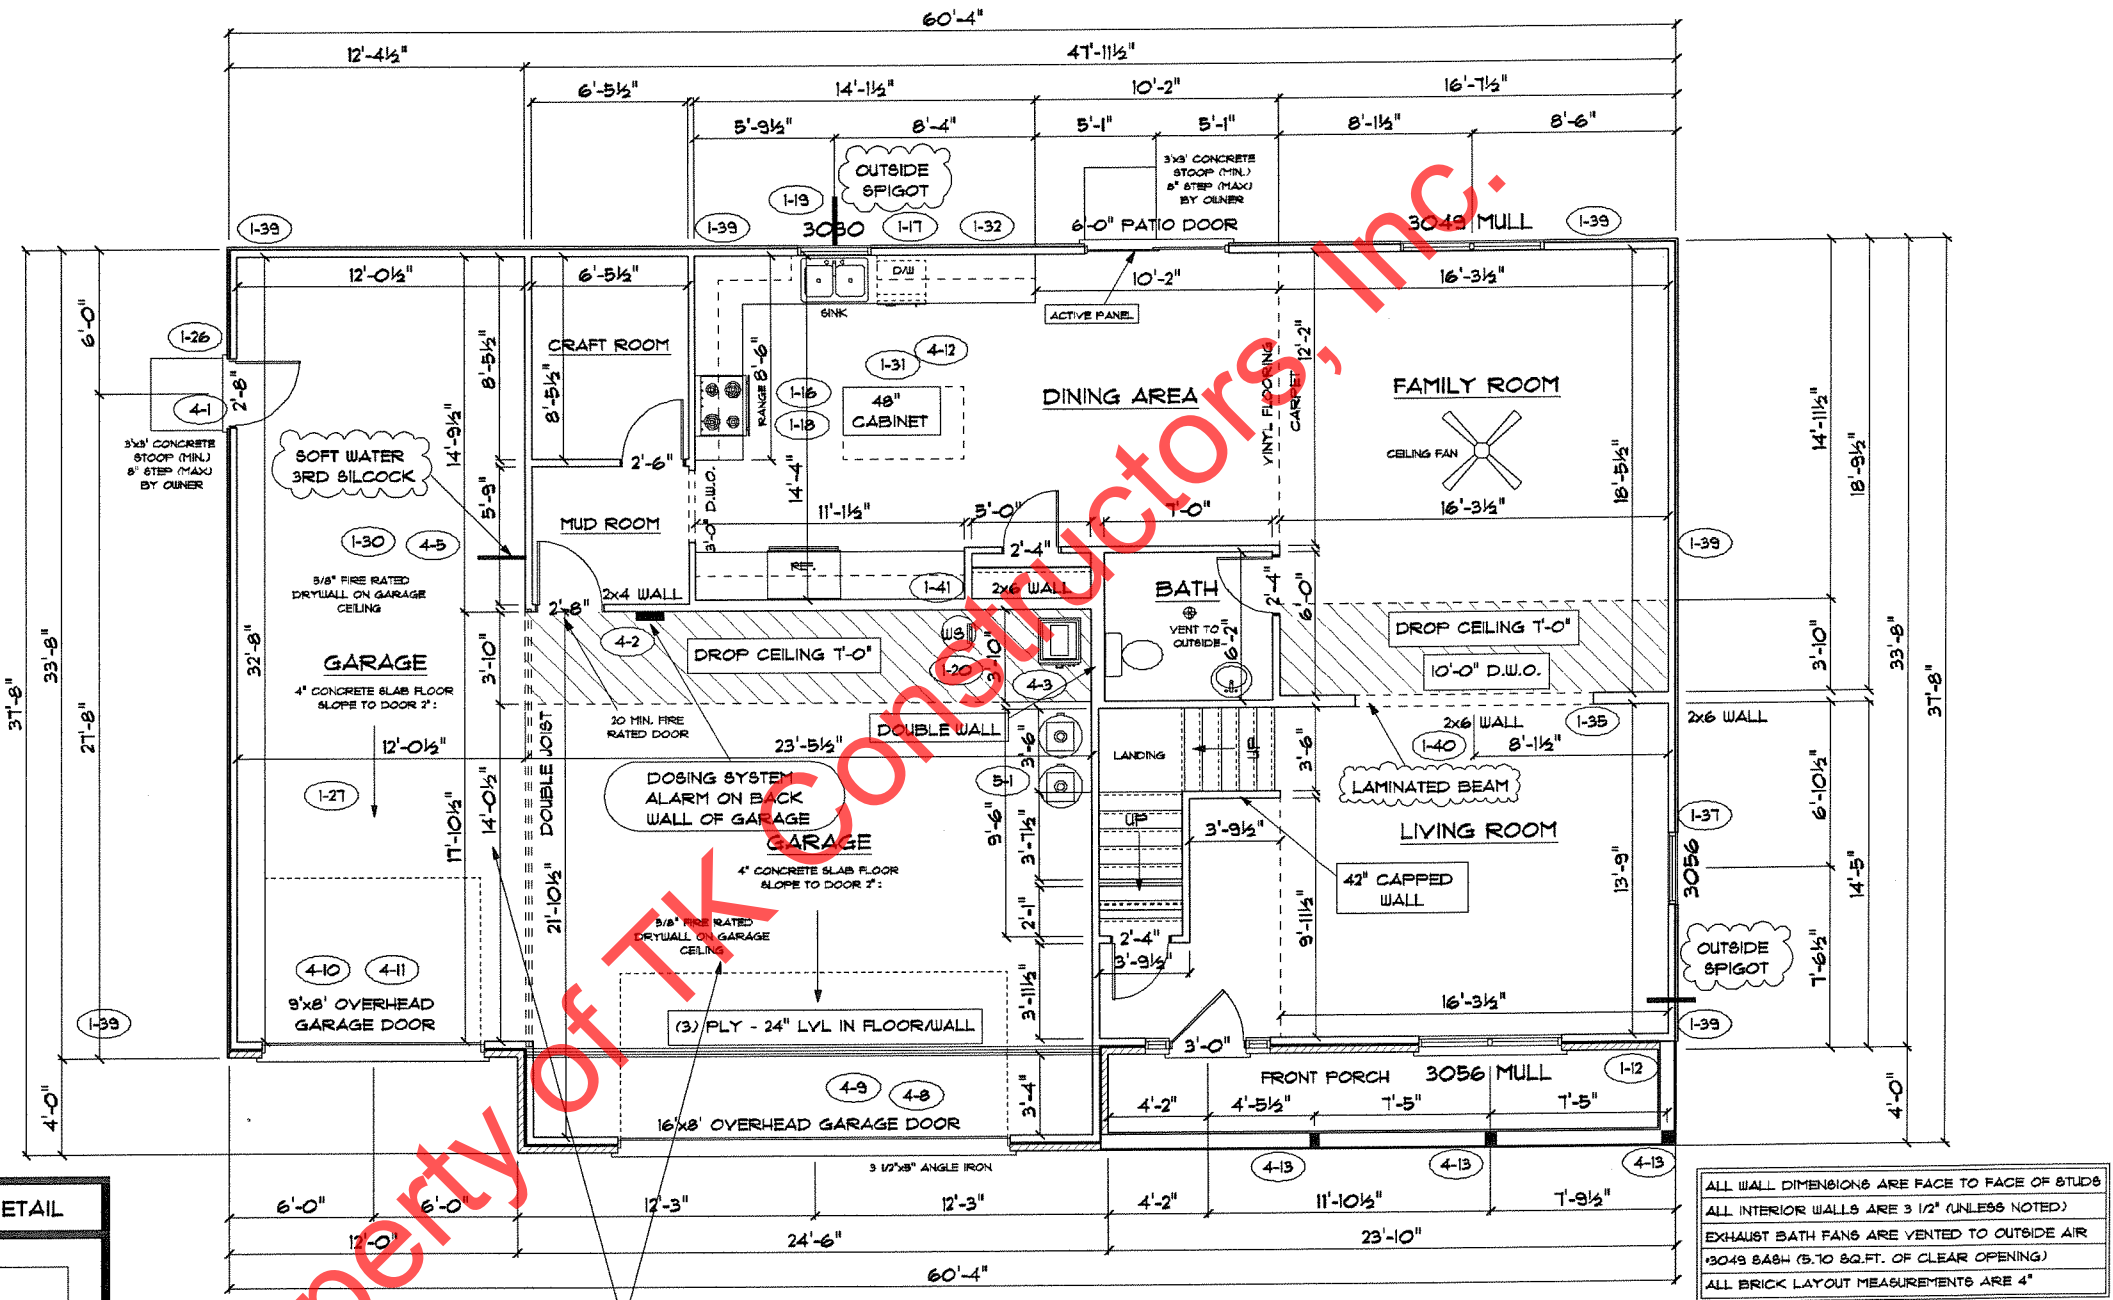 60'-4"
12'-4½"
47'-11½"
6'-5½"
14'-1½"
10'-2"
16'-7½"
5'-9½"
8'-4"
5'-1"
5'-1"
8'-1½"
8'-6"
OUTSIDE
SPIGOT
3'x3' CONCRETE
STOOP (MIN.)
8" STEP (MAX)
BY OWNER
1-39
1-39
1-19
3030
1-17
1-32
6'-0" PATIO DOOR
3049 MULL
1-39
12'-0½"
6'-5½"
SINK
D/W
10'-2"
16'-3½"
ACTIVE PANEL
6'-0"
1-26
4-1
2'-8"
3'x3' CONCRETE
STOOP (MIN.)
8" STEP (MAX)
BY OWNER
SOFT WATER
3RD SILCOCK
8'-5½"
14'-9½"
5'-9"
CRAFT ROOM
8'-5½"
2'-6"
RANGE
8'-6"
1-16
1-18
1-31
4-12
48"
CABINET
14'-4"
DINING AREA
VINYL FLOORING
CARPET
12'-2"
FAMILY ROOM
CEILING FAN
18'-5½"
16'-3½"
14'-11½"
18'-9½"
MUD ROOM
3'-0" D.W.O.
11'-1½"
3'-0"
7'-0"
2'-4"
1-30
4-5
5/8" FIRE RATED
DRYWALL ON GARAGE
CEILING
2'-8"
2x4 WALL
REF.
1-41
2x6 WALL
BATH
VENT TO
OUTSIDE
6'-2"
2'-4"
6'-0"
1-39
37'-8"
33'-8"
27'-8"
32'-8"
GARAGE
4" CONCRETE SLAB FLOOR
SLOPE TO DOOR 2":
3'-10"
4-2
DROP CEILING 7'-0"
WS
1-20
3'-10"
4-3
DROP CEILING 7'-0"
10'-0" D.W.O.
3'-10"
33'-8"
37'-8"
20 MIN. FIRE
RATED DOOR
DOUBLE WALL
12'-0½"
23'-5½"
3'-6"
LANDING
UP
3'-6"
2x6 WALL
1-35
1-40
8'-1½"
2x6 WALL
LAMINATED BEAM
1-27
17'-10½"
14'-0½"
DOUBLE JOIST
21'-10½"
DOSING SYSTEM
ALARM ON BACK
WALL OF GARAGE
5-1
9'-6"
3'-7½"
2'-1"
UP
3'-9½"
42" CAPPED
WALL
LIVING ROOM
13'-9"
1-37
3056
6'-10½"
14'-5"
GARAGE
4" CONCRETE SLAB FLOOR
SLOPE TO DOOR 2":
5/8" FIRE RATED
DRYWALL ON GARAGE
CEILING
2'-4"
3'-9½"
9'-11½"
OUTSIDE
SPIGOT
7'-6½"
4-10
4-11
9'x8' OVERHEAD
GARAGE DOOR
1-39
(3) PLY - 24" LVL IN FLOOR/WALL
3'-11½"
16'-3½"
1-39
3'-0"
FRONT PORCH
3056 MULL
1-12
4'-0"
4-9
4-8
16'x8' OVERHEAD GARAGE DOOR
3'-4"
4'-2"
4'-5½"
7'-5"
7'-5"
4'-0"
3 1/2"x5" ANGLE IRON
4-13
4-13
4-13
6'-0"
6'-0"
12'-3"
12'-3"
4'-2"
11'-10½"
7'-9½"
12'-0"
24'-6"
23'-10"
60'-4"
ETAIL
ALL WALL DIMENSIONS ARE FACE TO FACE OF STUDS
ALL INTERIOR WALLS ARE 3 1/2" (UNLESS NOTED)
EXHAUST BATH FANS ARE VENTED TO OUTSIDE AIR
*3049 SASH (5.70 SQ.FT. OF CLEAR OPENING)
ALL BRICK LAYOUT MEASUREMENTS ARE 4"
perty of TK Constructors, Inc.